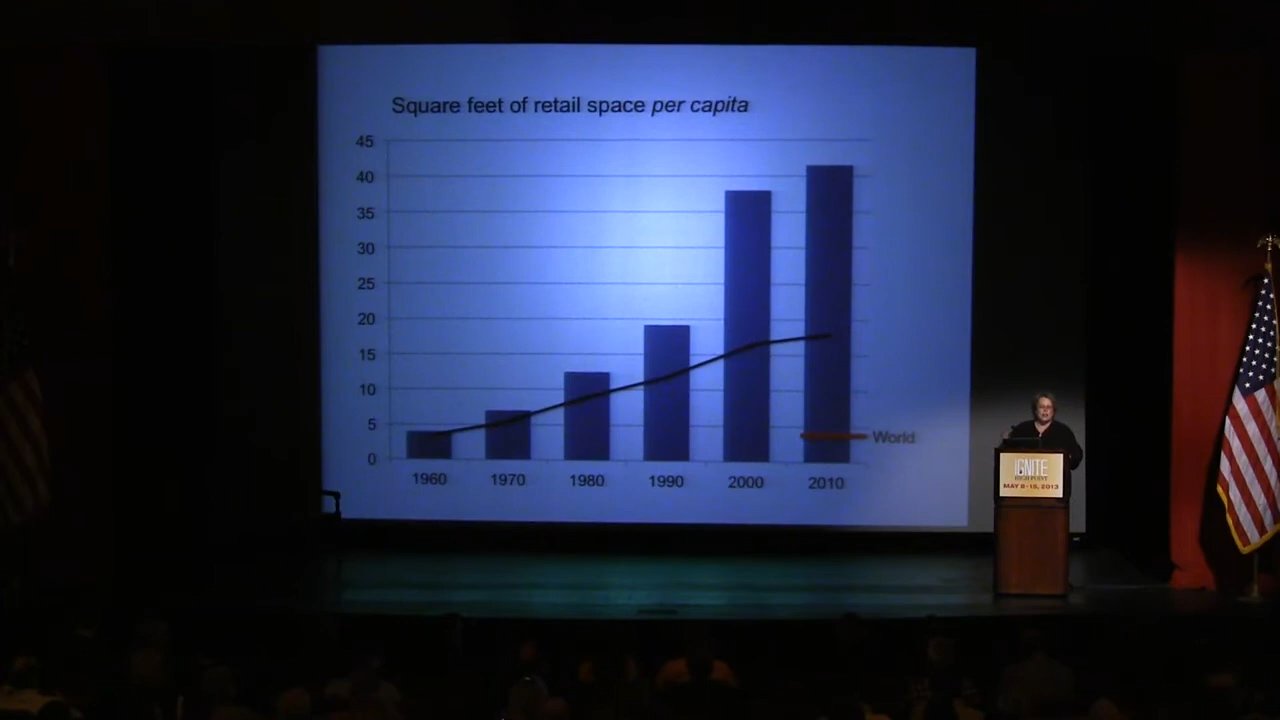 Square feet of retail space per capita
45
40
35
30
25
20
15
10
5
0
World
1960 1970 1980 1990 2000 2010
IGNITE
HIGH POINT
MAY 8-15, 2013